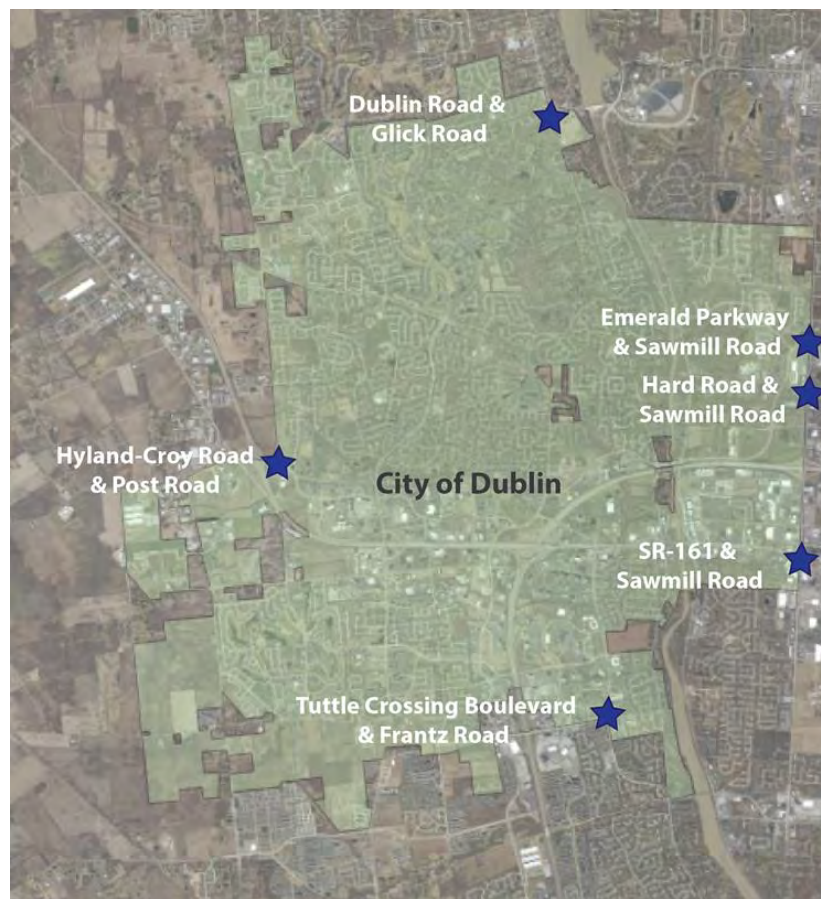 Dublin Road &
Glick Road
Emerald Parkway
& Sawmill Road
Hard Road &
Sawmill Road
Hyland-Croy Road
& Post Road
City of Dublin
SR-161 &
Sawmill Road
Tuttle Crossing Boulevard
& Frantz Road